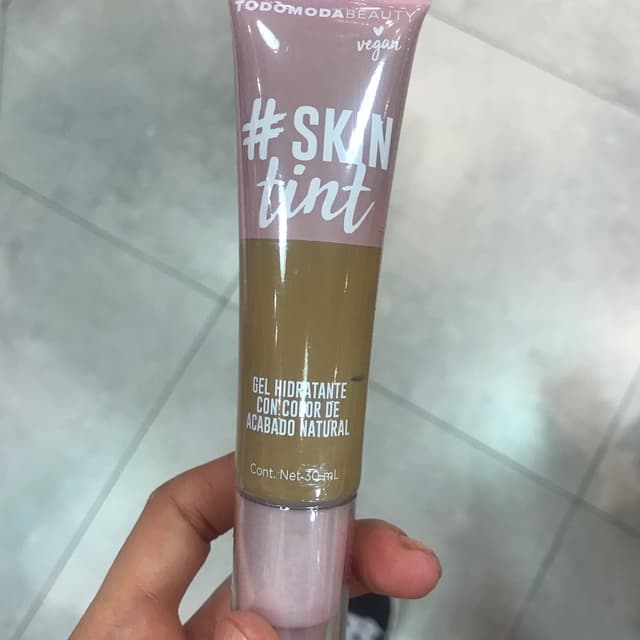 TODOMODABEAUTY
vegan
#SKIN
tint
GEL HIDRATANTE
CON COLOR DE
ACABADO NATURAL
Cont. Net 30 mL